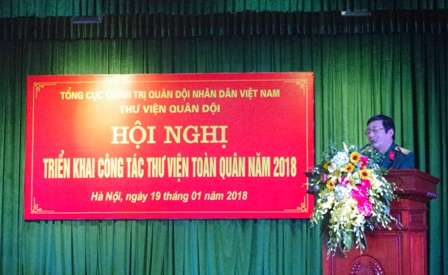 TỔNG CỤC CHÍNH TRỊ QUÂN ĐỘI NHÂN DÂN VIỆT NAM
THƯ VIỆN QUÂN ĐỘI
HỘI NGHỊ
TRIỂN KHAI CÔNG TÁC THƯ VIỆN TOÀN QUÂN NĂM 2018
Hà Nội, ngày 19 tháng 01 năm 2018